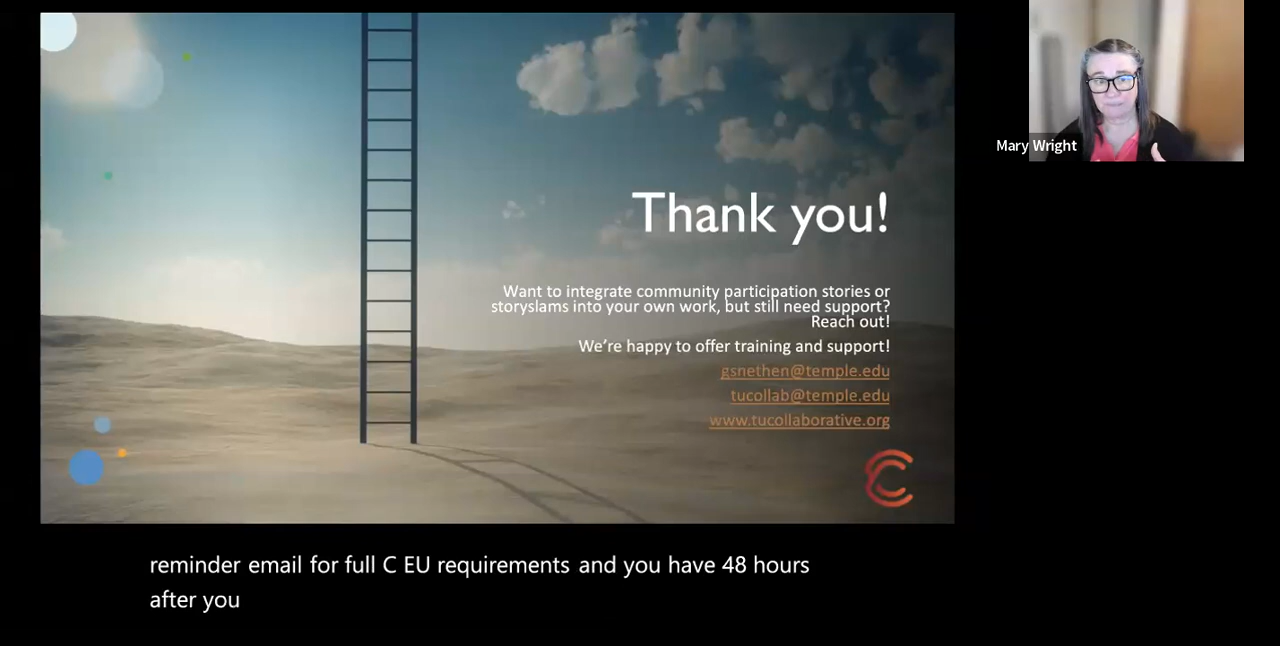 Thank you!
Want to integrate community participation stories or
storyslams into your own work, but still need support?
Reach out!
We're happy to offer training and support!
gsnethen@temple.edu
tucollab@temple.edu
www.tucollaborative.org
Mary Wright
reminder email for full C EU requirements and you have 48 hours
after you